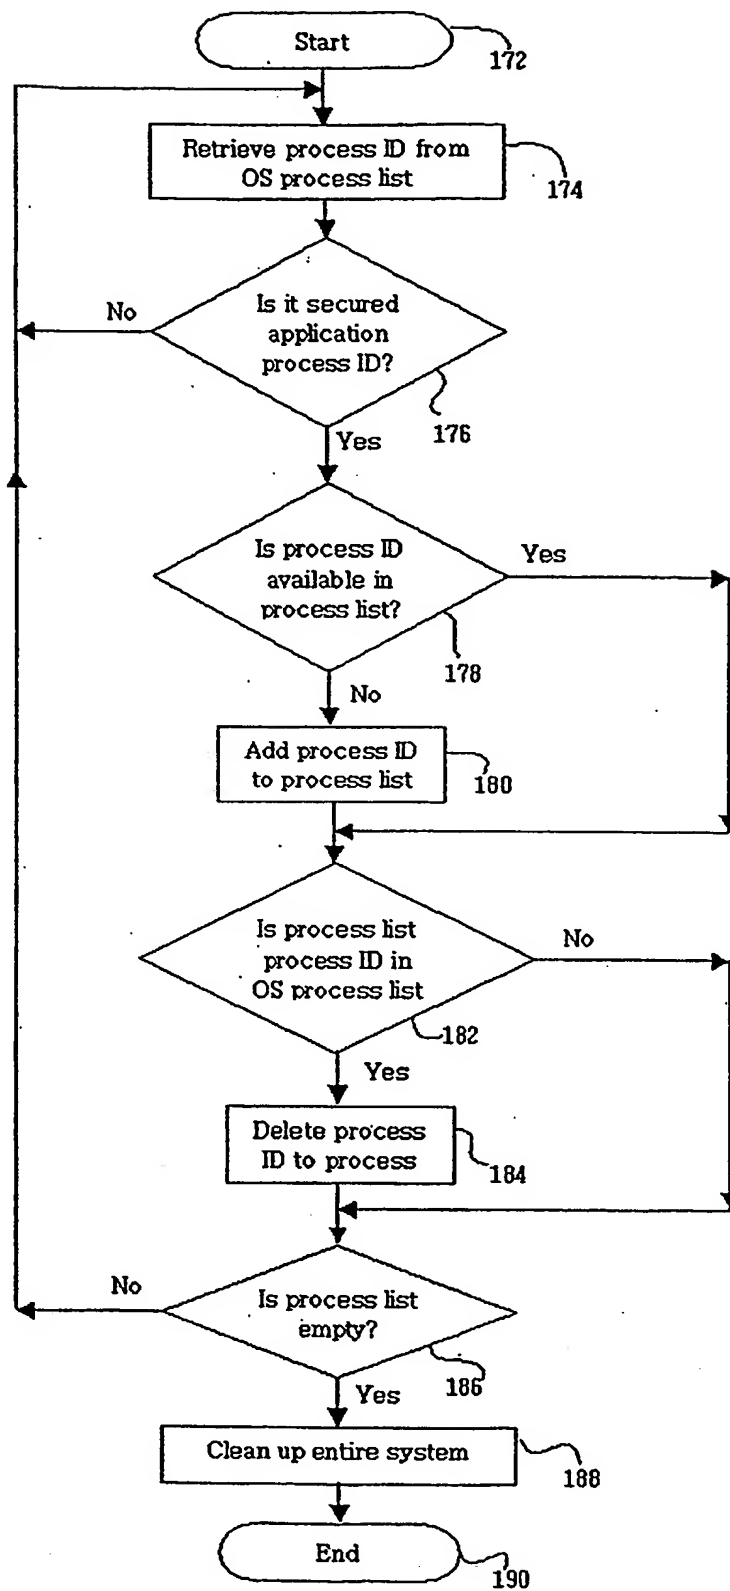 Start
172
Retrieve process ID from
OS process list
174
Is it secured
application
process ID?
No
176
Yes
Is process ID
available in
process list?
Yes
178
No
Add process ID
to process list
180
Is process list
process ID in
OS process list
No
182
Yes
Delete process
ID to process
184
No
Is process list
empty?
186
Yes
Clean up entire system
188
End
190